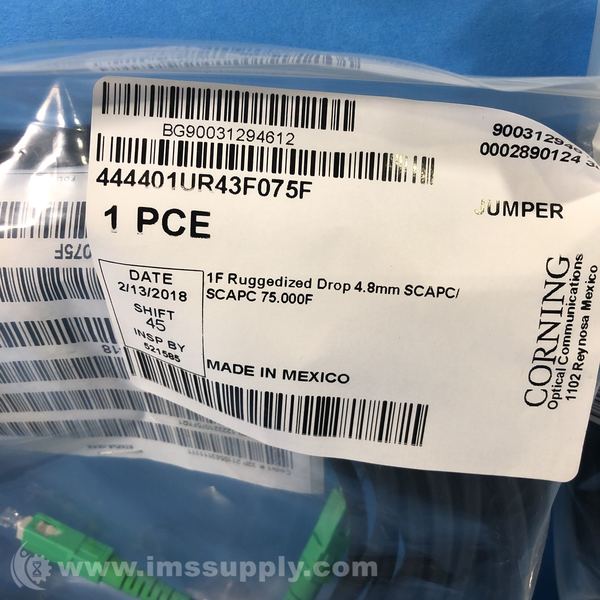 BG90031294612
444401UR43F075F
1 PCE
0002890124
JUMPER
DATE
2/13/2018
SHIFT
45
INSP BY
521585
1F Ruggedized Drop 4.8mm SCAPC/
SCAPC 75.000F
MADE IN MEXICO
CORNING
Optical Communications
1102 Reynosa Mexico
www.imssupply.com